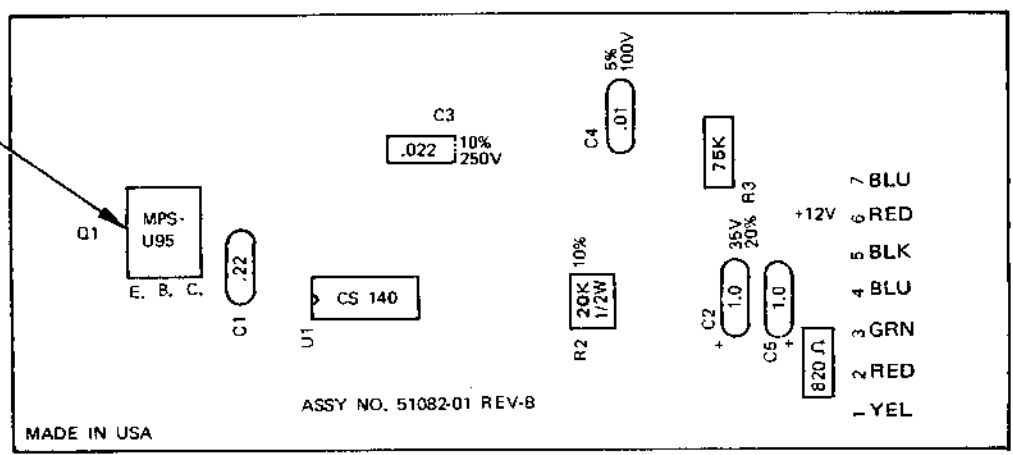 5%
100V
C4
.01
C3
.022
10%
250V
75K
R3
7 BLU
+12V 6 RED
5 BLK
4 BLU
3 GRN
2 RED
1 YEL
Q1
MPS-
U95
E. B. C.
.22
C1
U1
CS 140
10%
20K
1/2W
R2
35V
20%
1.0
C2
+
1.0
C5
+
820 Ω
ASSY NO. 51082-01 REV-B
MADE IN USA